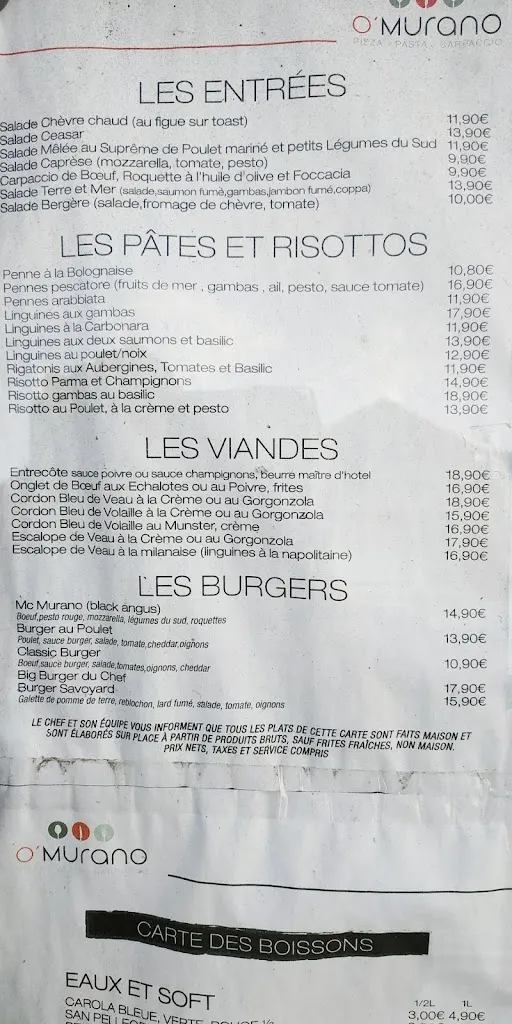 O'MURANO
PIZZA - PASTA - CARPACCIO
LES ENTRÉES
Salade Chèvre chaud (au figue sur toast) 11,90€
Salade Ceasar 13,90€
Salade Mêlée au Suprême de Poulet mariné et petits Légumes du Sud 11,90€
Salade Caprèse (mozzarella, tomate, pesto) 9,90€
Carpaccio de Bœuf, Roquette à l'huile d'olive et Foccacia 9,90€
Salade Terre et Mer (salade,saumon fumé,gambas,jambon fumé,coppa) 13,90€
Salade Bergère (salade,fromage de chèvre, tomate) 10,00€
LES PÂTES ET RISOTTOS
Penne à la Bolognaise 10,80€
Pennes pescatore (fruits de mer , gambas , ail, pesto, sauce tomate) 16,90€
Pennes arabbiata 11,90€
Linguines aux gambas 17,90€
Linguines à la Carbonara 11,90€
Linguines aux deux saumons et basilic 13,90€
Linguines au poulet/noix 12,90€
Rigatonis aux Aubergines, Tomates et Basilic 11,90€
Risotto Parma et Champignons 14,90€
Risotto gambas au basilic 18,90€
Risotto au Poulet, à la crème et pesto 13,90€
LES VIANDES
Entrecôte sauce poivre ou sauce champignons, beurre maître d'hotel 18,90€
Onglet de Bœuf aux Echalotes ou au Poivre, frites 16,90€
Cordon Bleu de Veau à la Crème ou au Gorgonzola 18,90€
Cordon Bleu de Volaille à la Crème ou au Gorgonzola 15,90€
Cordon Bleu de Volaille au Munster, crème 16,90€
Escalope de Veau à la Crème ou au Gorgonzola 17,90€
Escalope de Veau à la milanaise (linguines à la napolitaine) 16,90€
LES BURGERS
Mc Murano (black angus) 14,90€
Boeuf,pesto rouge, mozzarella, légumes du sud, roquettes
Burger au Poulet 13,90€
Poulet, sauce burger, salade, tomate,cheddar,oignons
Classic Burger 10,90€
Boeuf,sauce burger, salade,tomates,oignons, cheddar
Big Burger du Chef 17,90€
Burger Savoyard 15,90€
Galette de pomme de terre, reblochon, lard fumé, salade, tomate, oignons
LE CHEF ET SON ÉQUIPE VOUS INFORMENT QUE TOUS LES PLATS DE CETTE CARTE SONT FAITS MAISON ET
SONT ÉLABORÉS SUR PLACE À PARTIR DE PRODUITS BRUTS, SAUF FRITES FRAÎCHES, NON MAISON.
PRIX NETS, TAXES ET SERVICE COMPRIS
O'MURANO
CARTE DES BOISSONS
EAUX ET SOFT
1/2L 1L
CAROLA BLEUE, VERTE, ROUGE 3,00€ 4,90€
SAN PELLEG